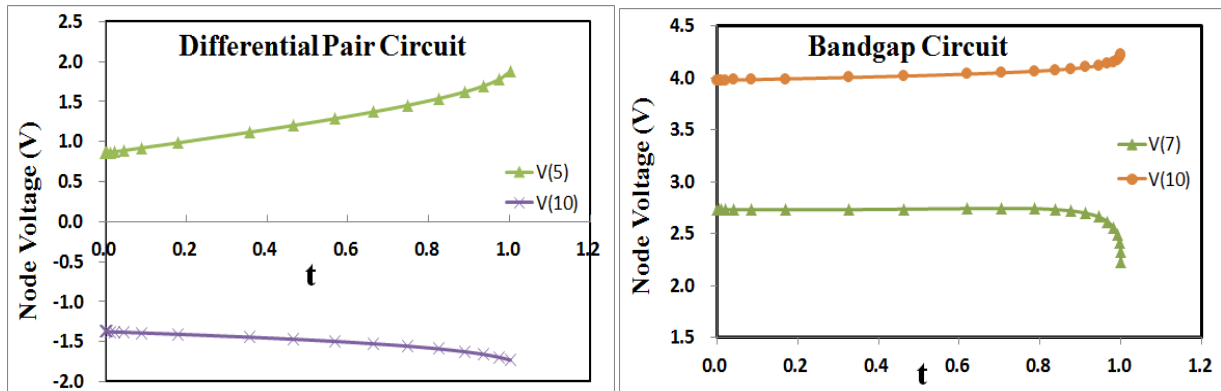 Differential Pair Circuit
Node Voltage (V)
2.5
2.0
1.5
1.0
0.5
0.0
-0.5
-1.0
-1.5
-2.0
0.0 0.2 0.4 0.6 0.8 1.0 1.2
t
V(5)
V(10)
Bandgap Circuit
Node Voltage (V)
4.5
4.0
3.5
3.0
2.5
2.0
1.5
0.0 0.2 0.4 0.6 0.8 1.0 1.2
t
V(7)
V(10)